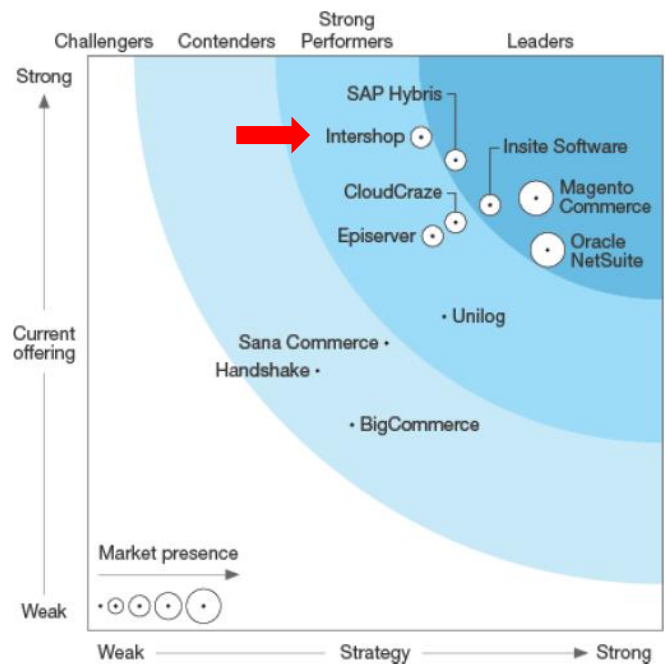 Strong
Challengers Contenders Performers Leaders
Strong
SAP Hybris
Intershop
Insite Software
CloudCraze
Magento
Commerce
Episerver
Oracle
NetSuite
Unilog
Current
offering
Sana Commerce
Handshake
BigCommerce
Market presence
Weak
Weak Strategy Strong